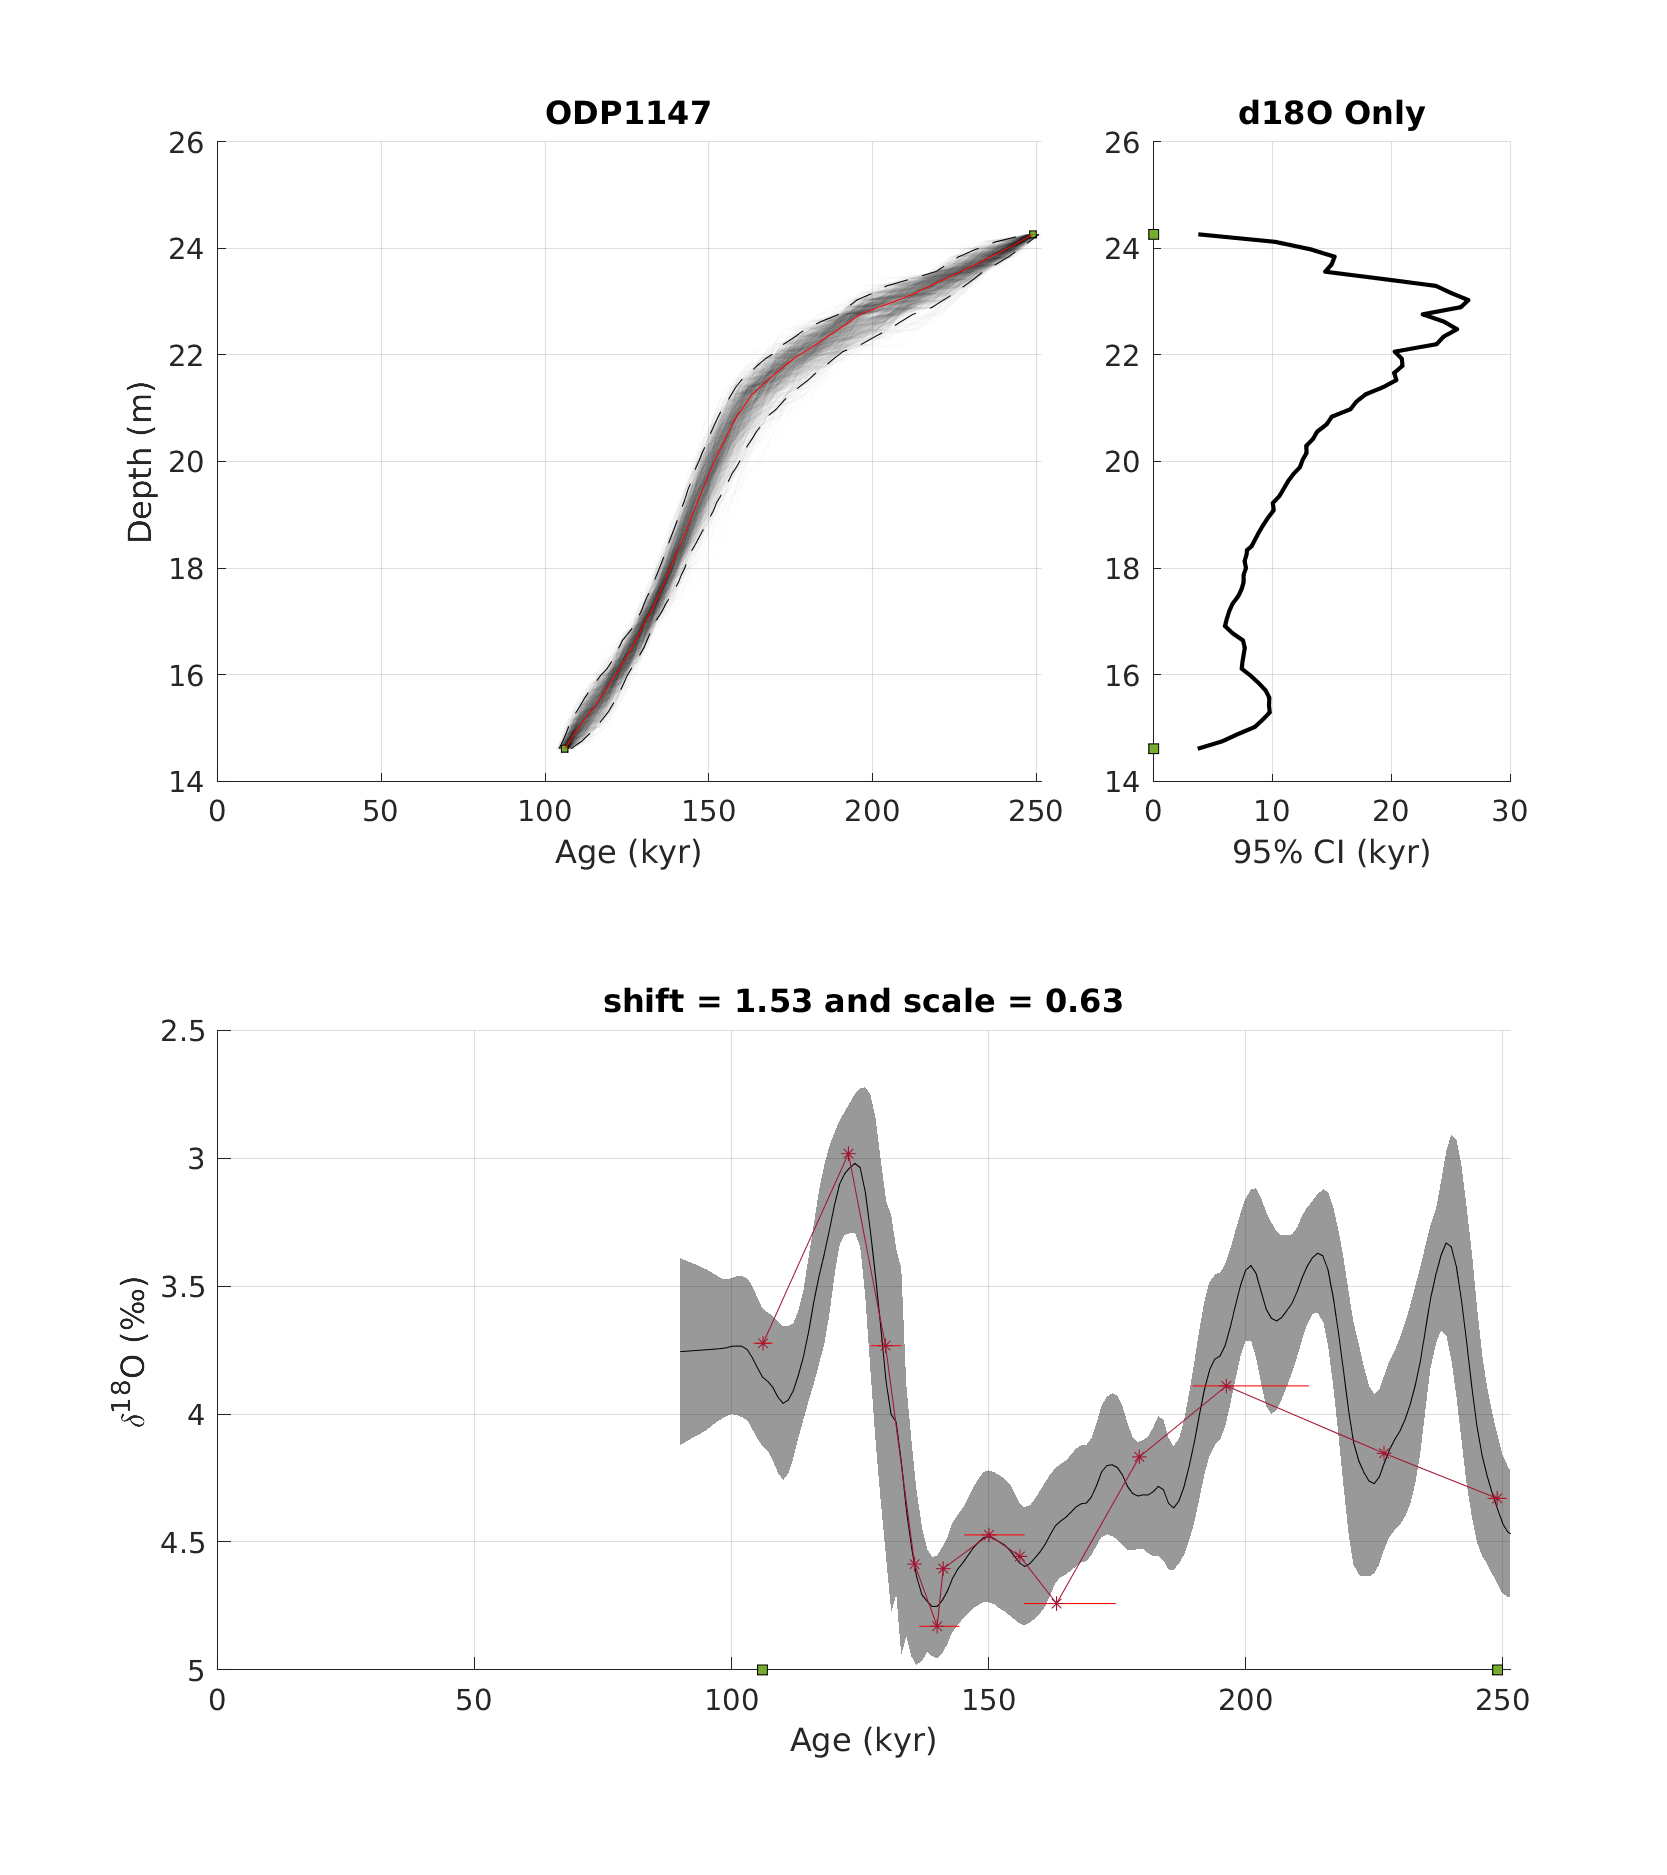 ODP1147
d18O Only
26
24
22
20
18
16
14
Depth (m)
0 50 100 150 200 250
Age (kyr)
26
24
22
20
18
16
14
0 10 20 30
95% CI (kyr)
shift = 1.53 and scale = 0.63
2.5
3
3.5
4
4.5
5
δ¹⁸O (‰)
0 50 100 150 200 250
Age (kyr)